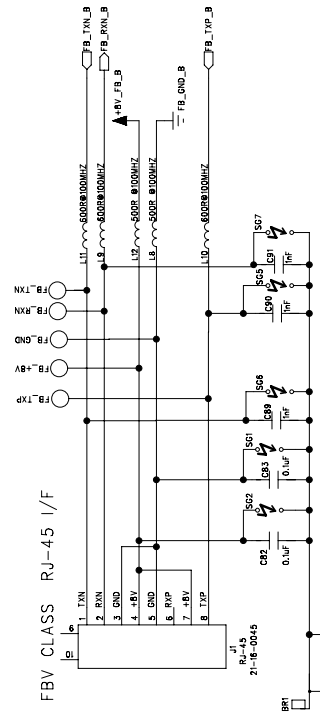 FBV CLASS RJ-45 I/F
FB_TXN_B
FB_RXN_B
+8V_FB_B
FB_GND_B
FB_TXP_B
L11 600R @100MHZ
L9 600R @100MHZ
L12 500R @100MHZ
L8 500R @100MHZ
L10 600R @100MHZ
FB_TXN
FB_RXN
FB_GND
FB_+8V
FB_TXP
9
10
1 TXN
2 RXN
3 GND
4 +8V
5 GND
6 RXP
7 +8V
8 TXP
J1
RJ-45
21-16-0045
SG7
C91
1nF
SG5
C90
1nF
SG6
C89
1nF
SG1
C83
0.1uF
SG2
C82
0.1uF
BR1